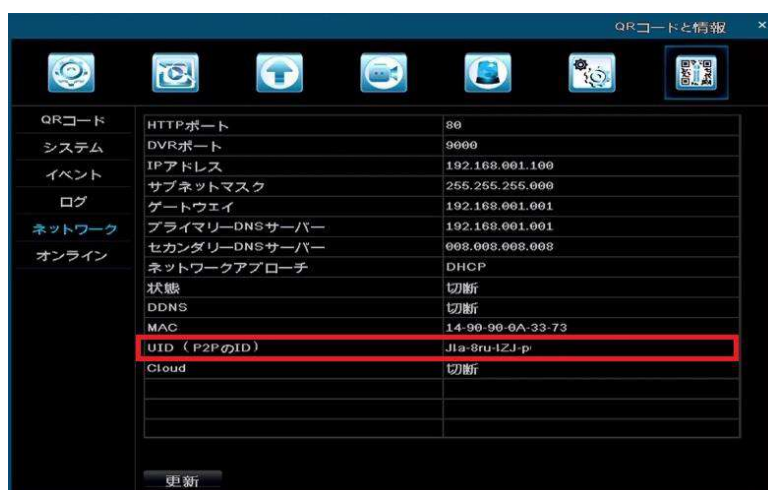 QRコードと情報 ×
QRコード
システム
イベント
ログ
ネットワーク
オンライン
HTTPポート 80
DVRポート 9000
IPアドレス 192.168.001.100
サブネットマスク 255.255.255.000
ゲートウェイ 192.168.001.001
プライマリーDNSサーバー 192.168.001.001
セカンダリーDNSサーバー 008.008.008.008
ネットワークアプローチ DHCP
状態 切断
DDNS 切断
MAC 14-90-90-0A-33-73
UID (P2PのID)
Cloud 切断
更新